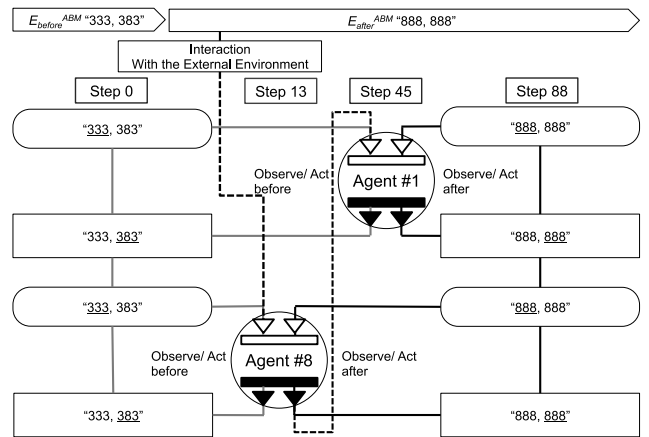 E_before^ABM “333, 383”
E_after^ABM “888, 888”
Interaction
With the External Environment
Step 0
Step 13
Step 45
Step 88
“333, 383”
“888, 888”
Observe/ Act
before
Agent #1
Observe/ Act
after
“333, 383”
“888, 888”
“333, 383”
“888, 888”
Observe/ Act
before
Agent #8
Observe/ Act
after
“333, 383”
“888, 888”